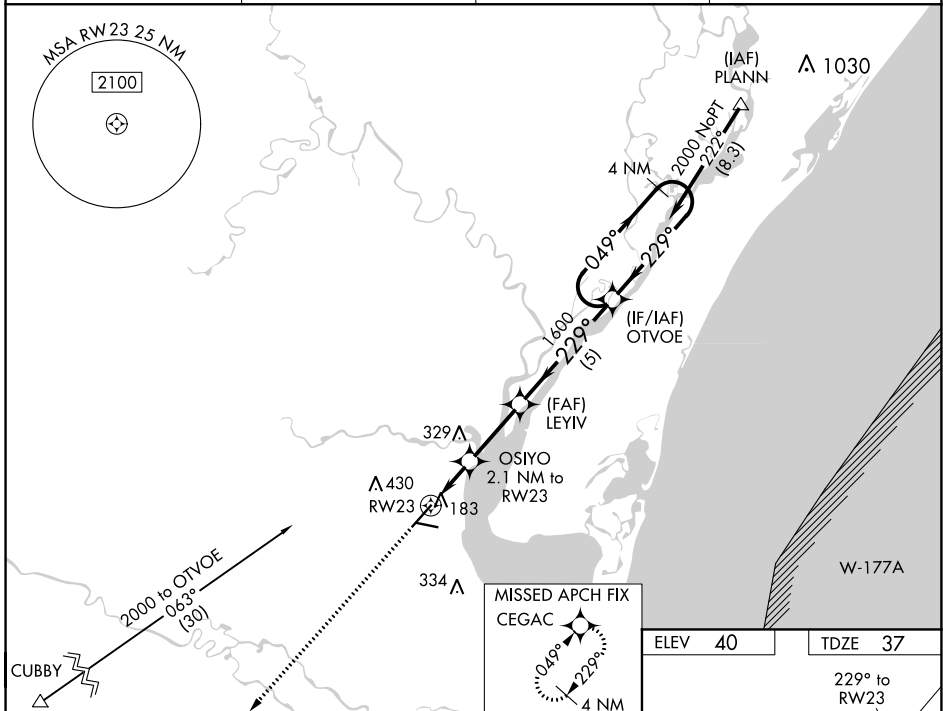 MSA RW23 25 NM
2100
(IAF)
PLANN
1030
2000 NoPT
222°
(8.3)
4 NM
049°
229°
(IF/IAF)
OTVOE
1600
229°
(5)
(FAF)
LEYIV
329
OSIYO
2.1 NM to
RW23
430
RW23
183
334
2000 to OTVOE
063°
(30)
CUBBY
W-177A
MISSED APCH FIX
CEGAC
049°
229°
4 NM
ELEV 40
TDZE 37
229° to
RW23